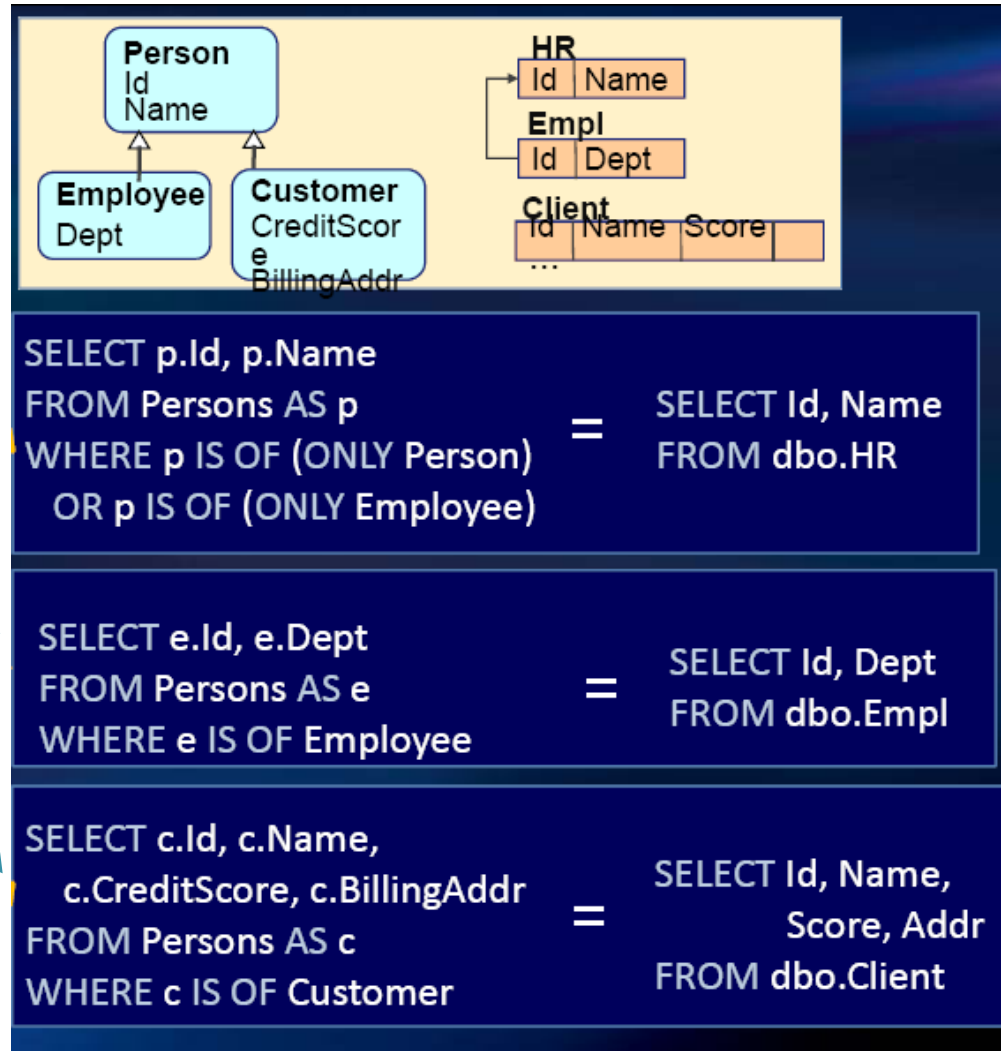 Person
Id
Name
Employee
Dept
Customer
CreditScor
e
BillingAddr
HR
Id Name
Empl
Id Dept
Client
Id Name Score
...
SELECT p.Id, p.Name
FROM Persons AS p
WHERE p IS OF (ONLY Person)
OR p IS OF (ONLY Employee)
=
SELECT Id, Name
FROM dbo.HR
SELECT e.Id, e.Dept
FROM Persons AS e
WHERE e IS OF Employee
=
SELECT Id, Dept
FROM dbo.Empl
SELECT c.Id, c.Name,
c.CreditScore, c.BillingAddr
FROM Persons AS c
WHERE c IS OF Customer
=
SELECT Id, Name,
Score, Addr
FROM dbo.Client